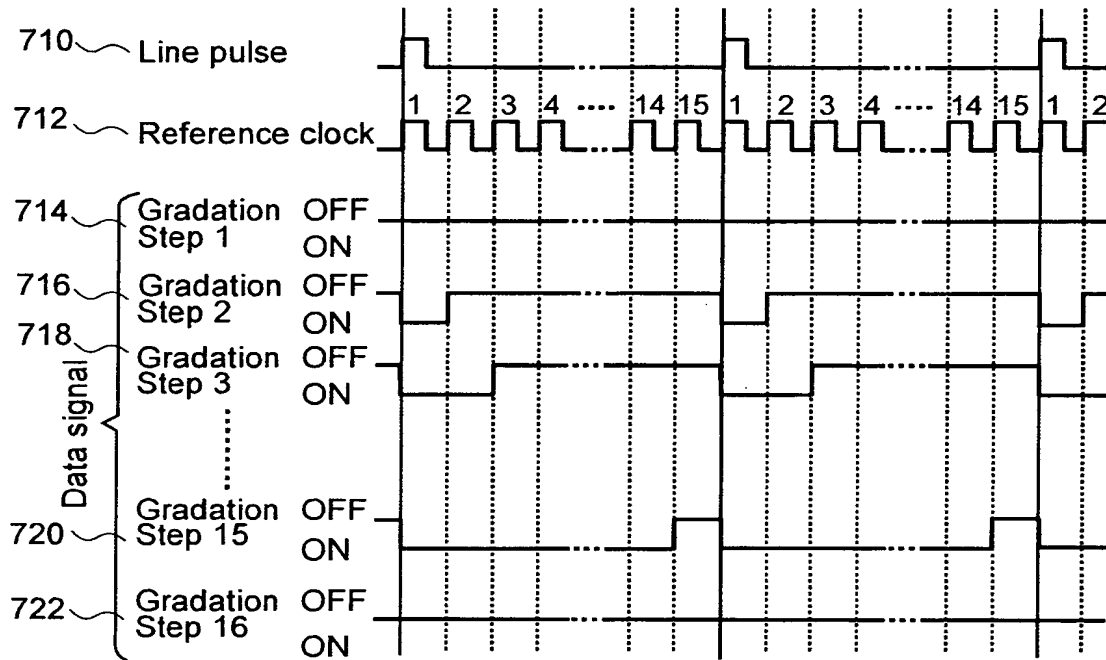 710 Line pulse
1 2 3 4 ····· 14 15 1 2 3 4 ····· 14 15 1 2
712 Reference clock
Data signal
714 Gradation Step 1 OFF
ON
716 Gradation Step 2 OFF
ON
718 Gradation Step 3 OFF
ON
720 Gradation Step 15 OFF
ON
722 Gradation Step 16 OFF
ON